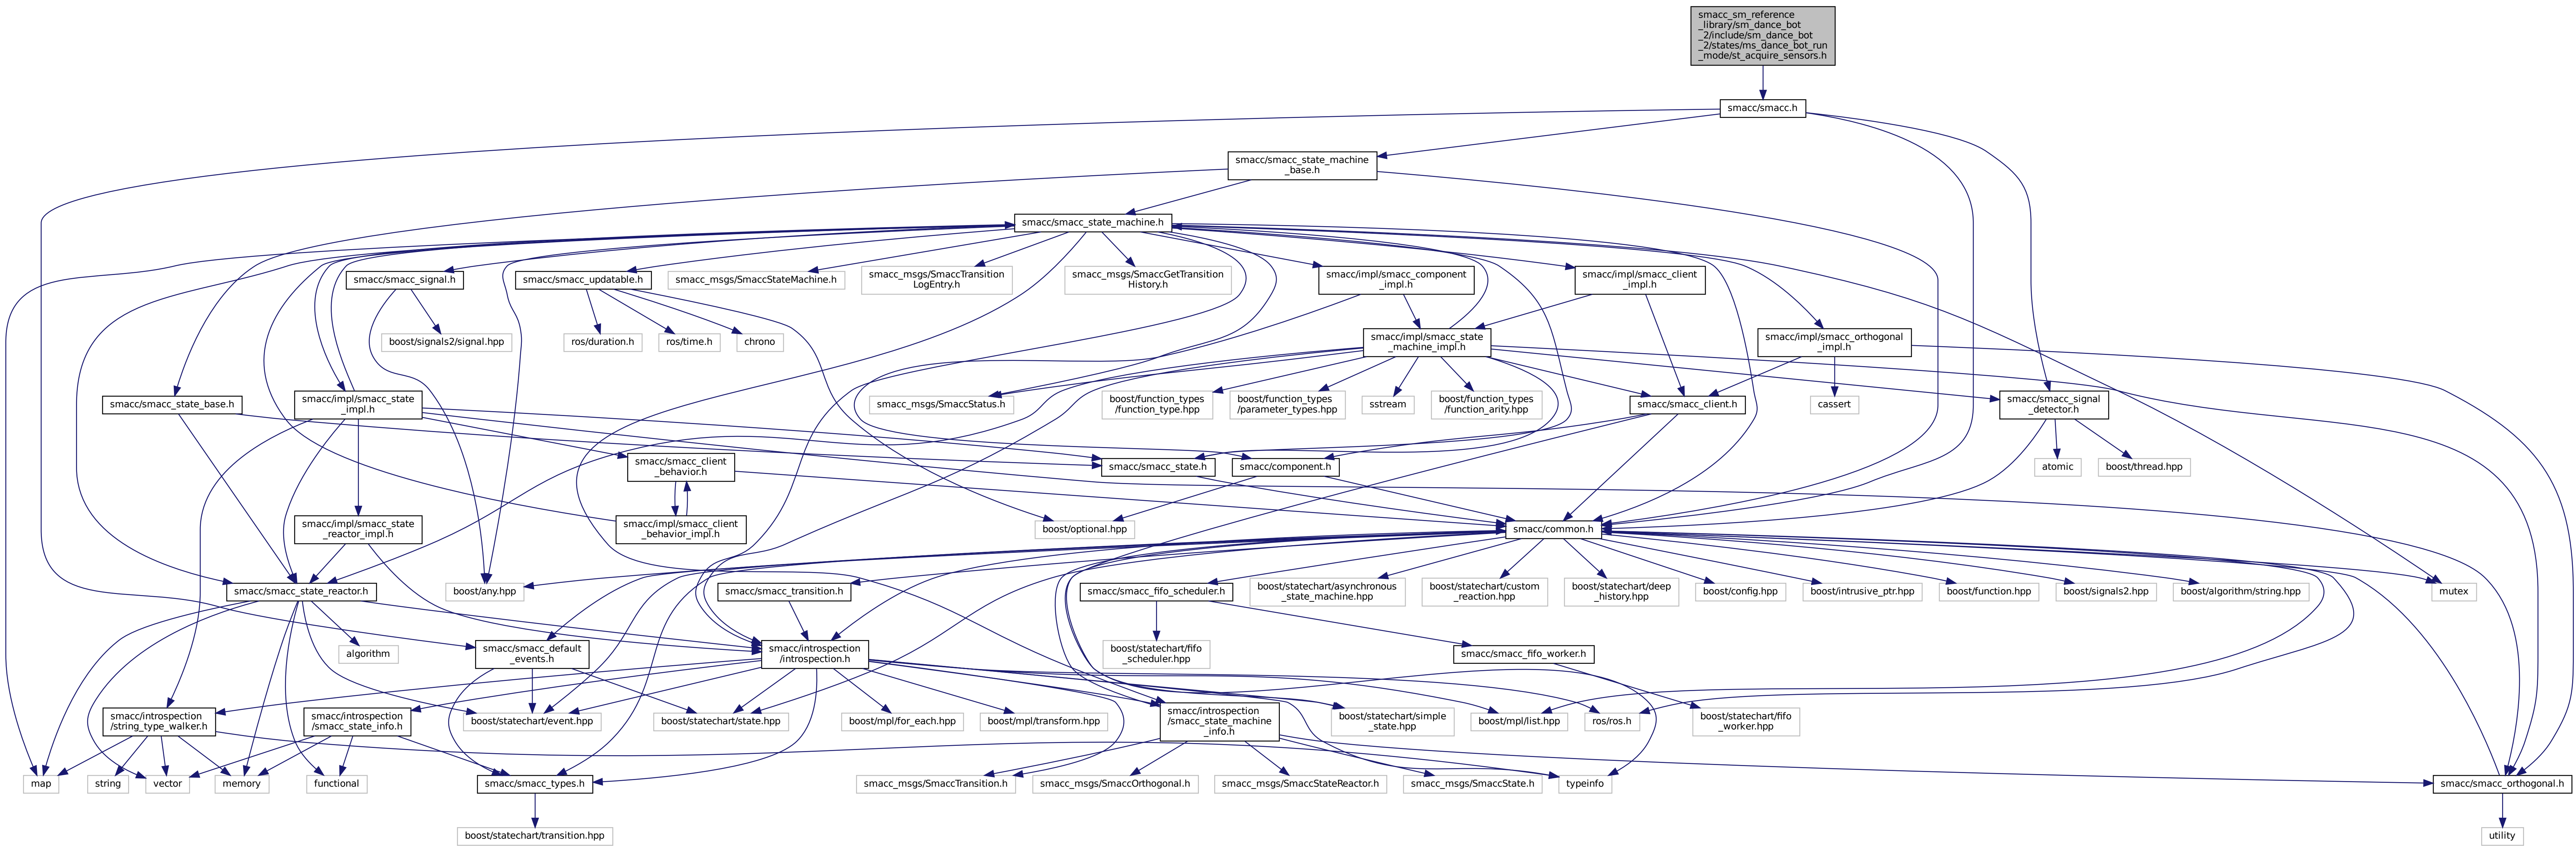 smacc_sm_reference
_library/sm_dance_bot
_2/include/sm_dance_bot
_2/states/ms_dance_bot_run
_mode/st_acquire_sensors.h
smacc/smacc.h
smacc/smacc_state_machine
_base.h
smacc/smacc_state_machine.h
smacc/smacc_signal.h
smacc/smacc_updatable.h
smacc_msgs/SmaccStateMachine.h
smacc_msgs/SmaccTransition
LogEntry.h
smacc_msgs/SmaccGetTransition
History.h
smacc/impl/smacc_component
_impl.h
smacc/impl/smacc_client
_impl.h
boost/signals2/signal.hpp
ros/duration.h
ros/time.h
chrono
smacc/impl/smacc_state
_machine_impl.h
smacc/impl/smacc_orthogonal
_impl.h
smacc/smacc_state_base.h
smacc/impl/smacc_state
_impl.h
smacc_msgs/SmaccStatus.h
boost/function_types
/function_type.hpp
boost/function_types
/parameter_types.hpp
sstream
boost/function_types
/function_arity.hpp
smacc/smacc_client.h
cassert
smacc/smacc_signal
_detector.h
smacc/smacc_client
_behavior.h
smacc/smacc_state.h
smacc/component.h
atomic
boost/thread.hpp
smacc/impl/smacc_state
_reactor_impl.h
smacc/impl/smacc_client
_behavior_impl.h
boost/optional.hpp
smacc/common.h
smacc/smacc_state_reactor.h
boost/any.hpp
smacc/smacc_transition.h
smacc/smacc_fifo_scheduler.h
boost/statechart/asynchronous
_state_machine.hpp
boost/statechart/custom
_reaction.hpp
boost/statechart/deep
_history.hpp
boost/config.hpp
boost/intrusive_ptr.hpp
boost/function.hpp
boost/signals2.hpp
boost/algorithm/string.hpp
mutex
algorithm
smacc/smacc_default
_events.h
smacc/introspection
/introspection.h
boost/statechart/fifo
_scheduler.hpp
smacc/smacc_fifo_worker.h
smacc/introspection
/string_type_walker.h
smacc/introspection
/smacc_state_info.h
boost/statechart/event.hpp
boost/statechart/state.hpp
boost/mpl/for_each.hpp
boost/mpl/transform.hpp
smacc/introspection
/smacc_state_machine
_info.h
boost/statechart/simple
_state.hpp
boost/mpl/list.hpp
ros/ros.h
boost/statechart/fifo
_worker.hpp
map
string
vector
memory
functional
smacc/smacc_types.h
smacc_msgs/SmaccTransition.h
smacc_msgs/SmaccOrthogonal.h
smacc_msgs/SmaccStateReactor.h
smacc_msgs/SmaccState.h
typeinfo
smacc/smacc_orthogonal.h
boost/statechart/transition.hpp
utility